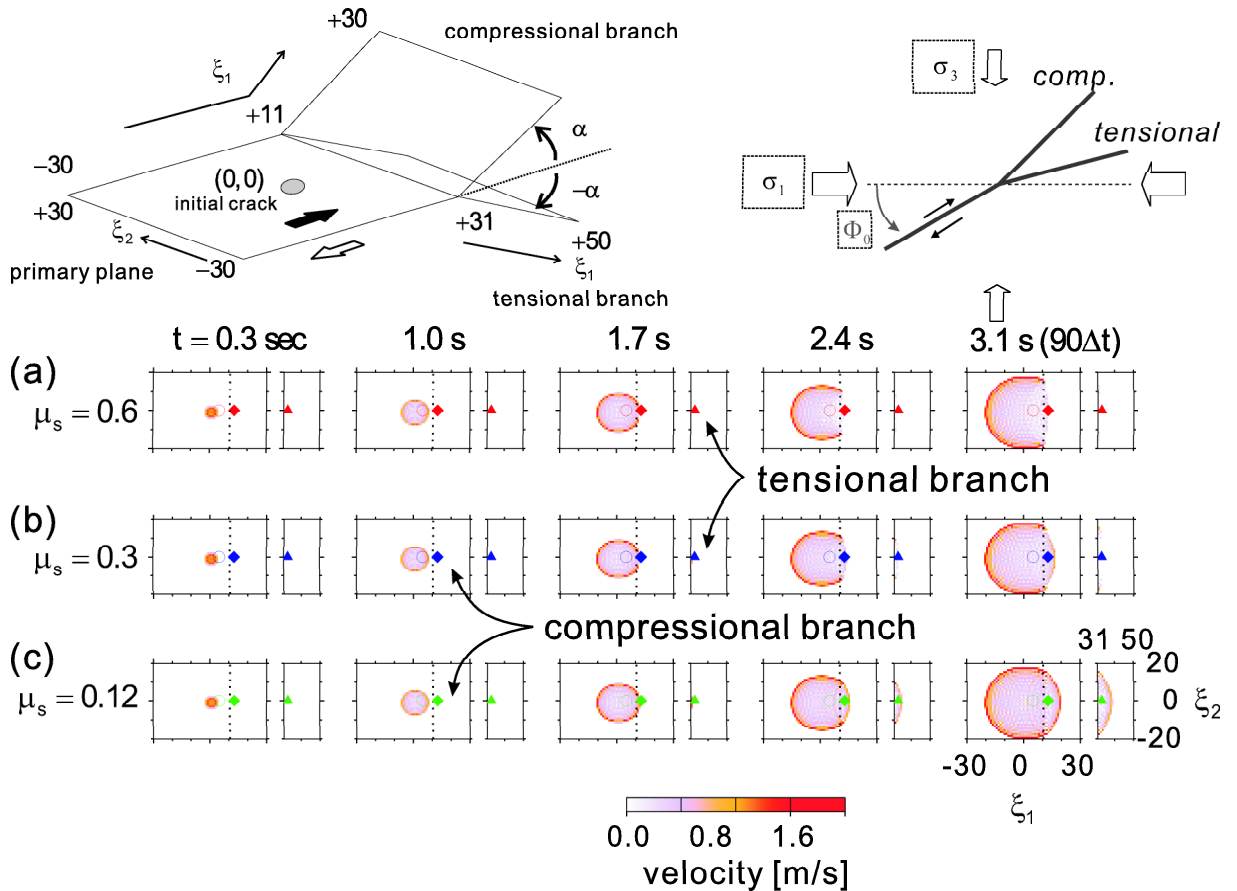 +30
compressional branch
ξ₁
+11
α
−30
(0,0)
−α
initial crack
+30
+31
ξ₂
+50
primary plane
−30
ξ₁
tensional branch
σ₃
comp.
tensional
σ₁
Φ₀
t = 0.3 sec 1.0 s 1.7 s 2.4 s 3.1 s (90Δt)
(a)
μₛ = 0.6
tensional branch
(b)
μₛ = 0.3
compressional branch
(c)
μₛ = 0.12
31 50
20
0
-20
ξ₂
-30 0 30
ξ₁
0.0 0.8 1.6
velocity [m/s]